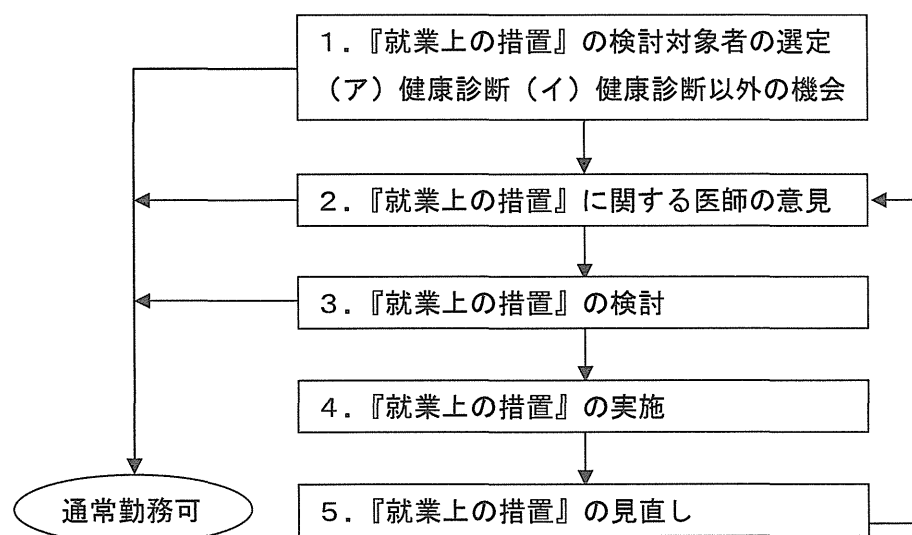 1．『就業上の措置』の検討対象者の選定
（ア）健康診断（イ）健康診断以外の機会
2．『就業上の措置』に関する医師の意見
3．『就業上の措置』の検討
4．『就業上の措置』の実施
通常勤務可
5．『就業上の措置』の見直し